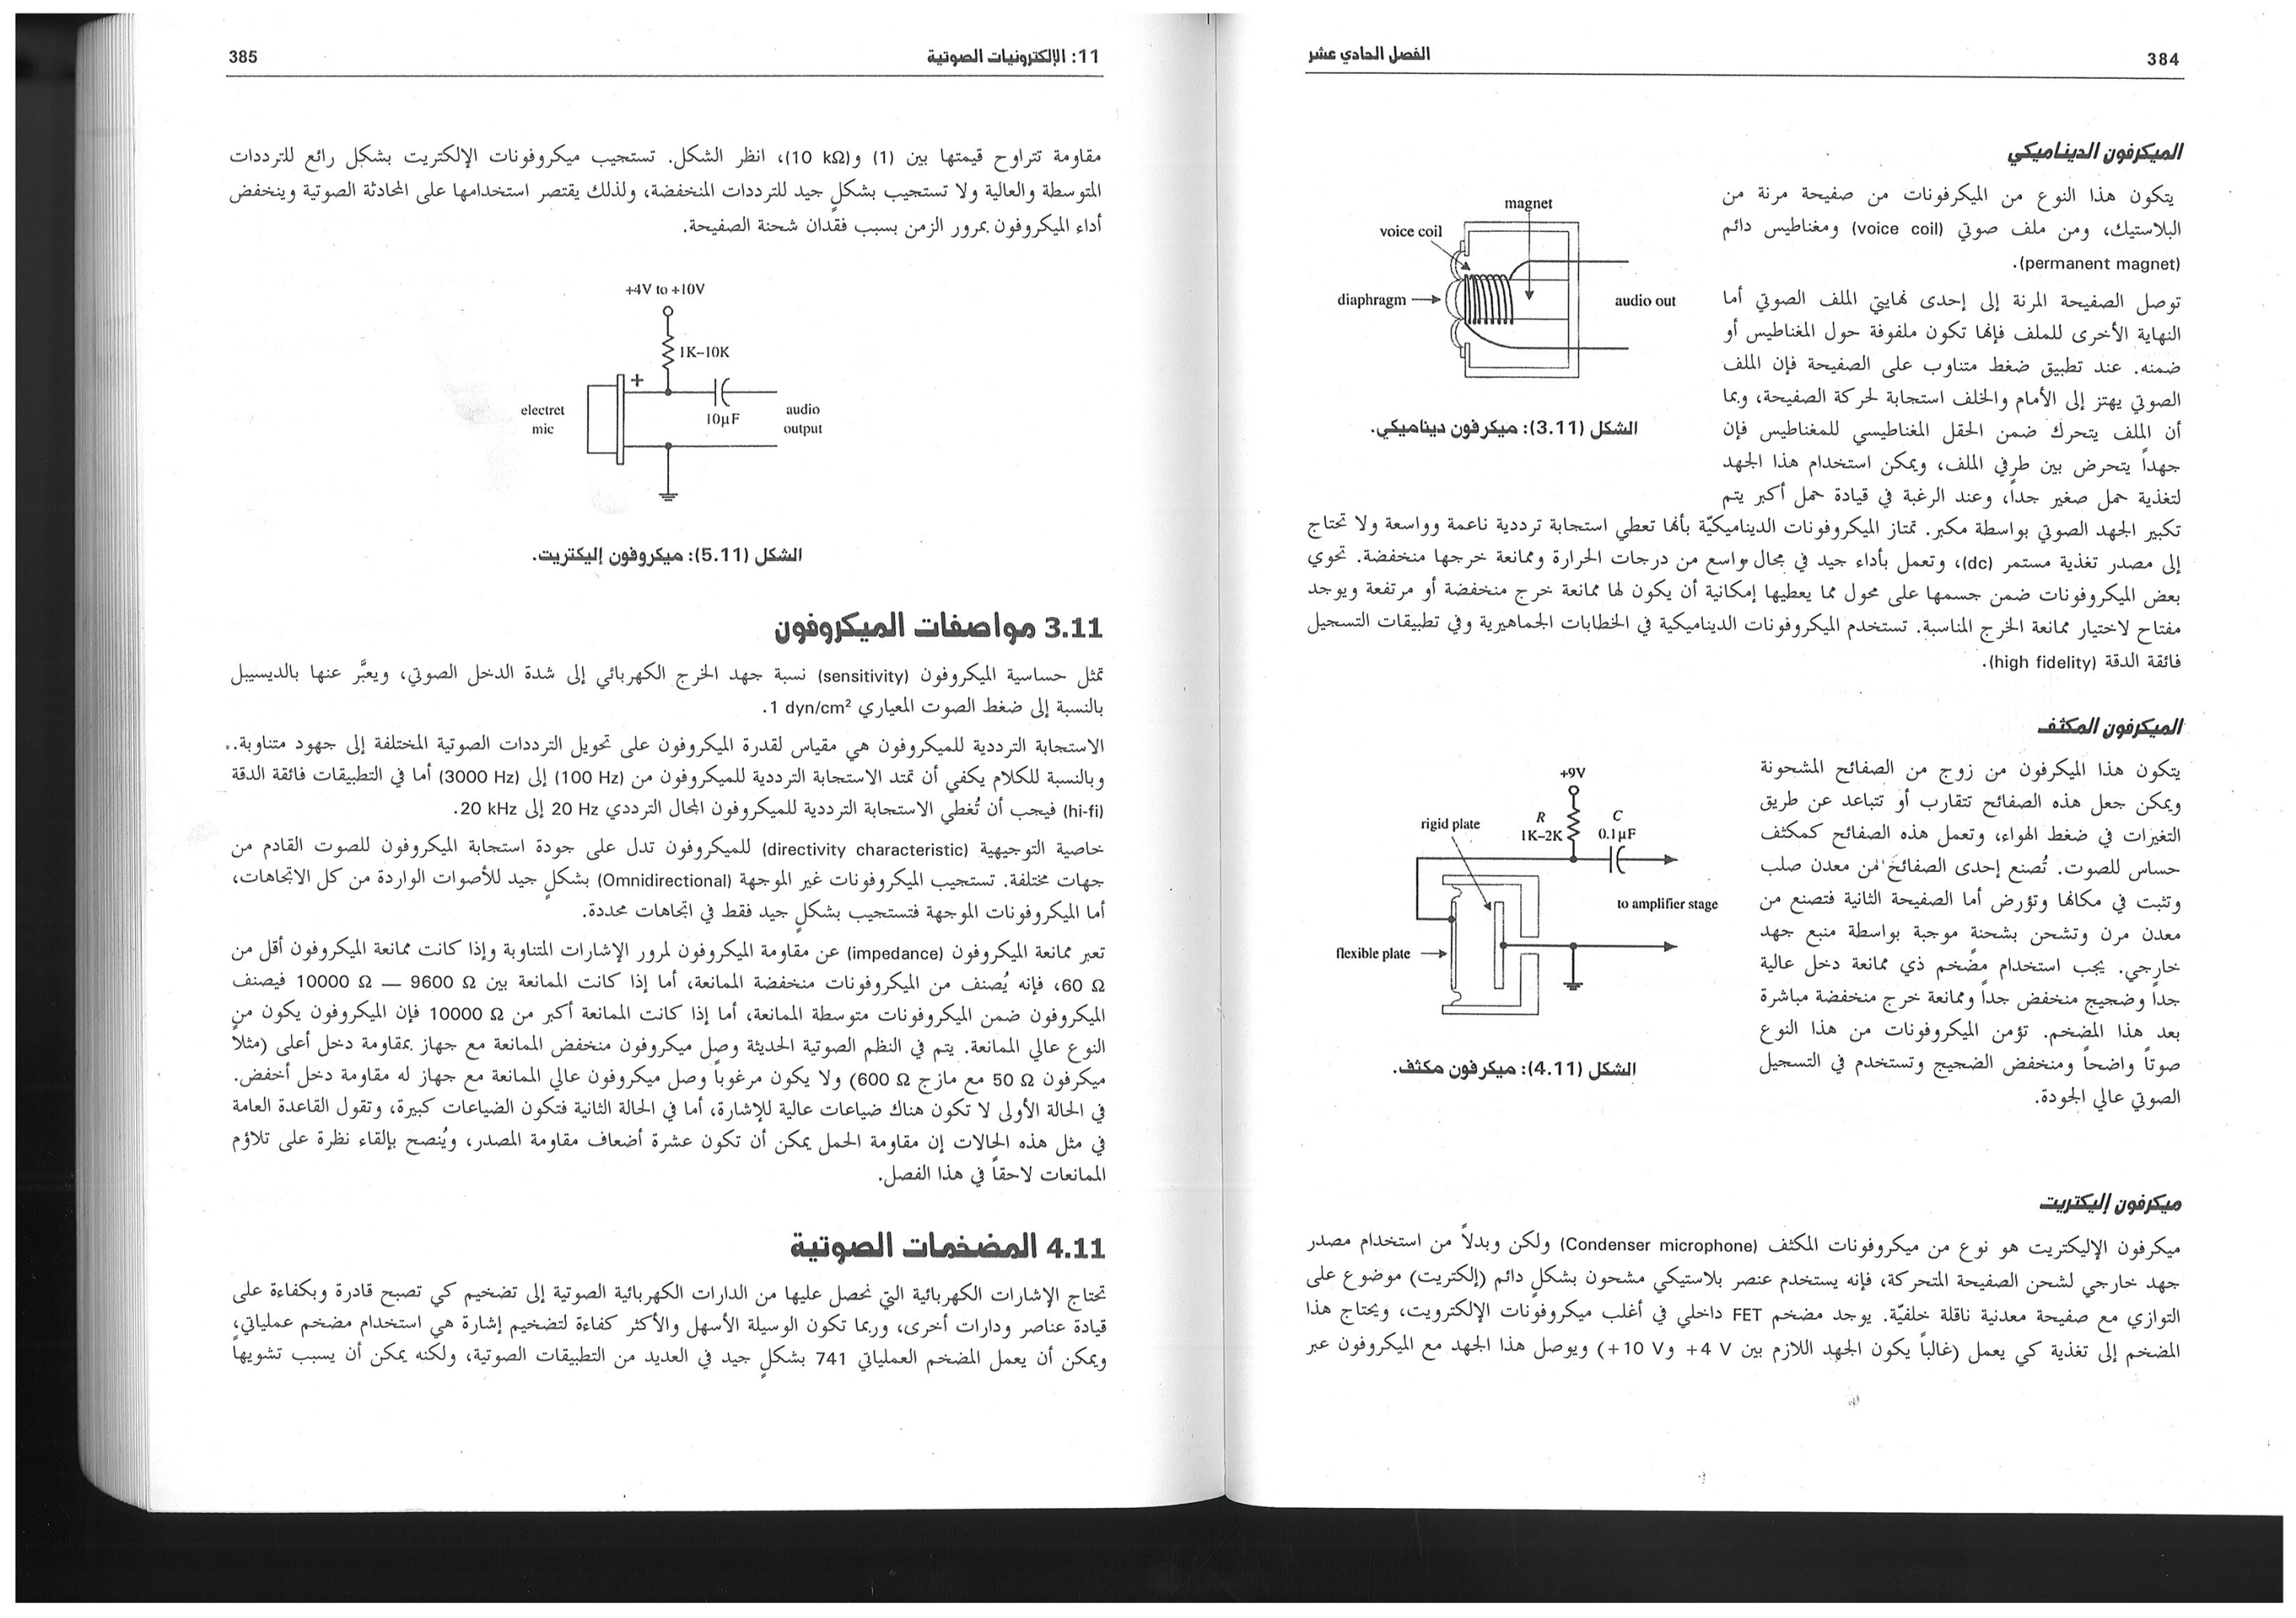 384
الفصل الحادي عشر
الميكرفون الديناميكي
يتكون هذا النوع من الميكرفونات من صفيحة مرنة من
البلاستيك، ومن ملف صوتي (voice coil) ومغناطيس دائم
(permanent magnet).
توصل الصفيحة المرنة إلى إحدى نهايتي الملف الصوتي أما
النهاية الأخرى للملف فإنها تكون ملفوفة حول المغناطيس أو
ضمنه. عند تطبيق ضغط متناوب على الصفيحة فإن الملف
الصوتي يهتز إلى الأمام والخلف استجابة لحركة الصفيحة، وبما
أن الملف يتحرك ضمن الحقل المغناطيسي للمغناطيس فإن
جهداً يتحرض بين طرفي الملف، ويمكن استخدام هذا الجهد
لتغذية حمل صغير جداً، وعند الرغبة في قيادة حمل أكبر يتم
magnet
voice coil
diaphragm
audio out
الشكل (3.11): ميكرفون ديناميكي.
تكبير الجهد الصوتي بواسطة مكبر. تمتاز الميكروفونات الديناميكيّة بأنها تعطي استجابة ترددية ناعمة وواسعة ولا تحتاج
إلى مصدر تغذية مستمر (dc)، وتعمل بأداء جيد في مجال واسع من درجات الحرارة وممانعة خرجها منخفضة. تحوي
بعض الميكروفونات ضمن جسمها على محول مما يعطيها إمكانية أن يكون لها ممانعة خرج منخفضة أو مرتفعة ويوجد
مفتاح لاختيار ممانعة الخرج المناسبة. تستخدم الميكروفونات الديناميكية في الخطابات الجماهيرية وفي تطبيقات التسجيل
فائقة الدقة (high fidelity).
الميكرفون المكثف
يتكون هذا الميكرفون من زوج من الصفائح المشحونة
ويمكن جعل هذه الصفائح تتقارب أو تتباعد عن طريق
التغيرات في ضغط الهواء، وتعمل هذه الصفائح كمكثف
حساس للصوت. تُصنع إحدى الصفائح من معدن صلب
وتثبت في مكانها وتؤرض أما الصفيحة الثانية فتصنع من
معدن مرن وتشحن بشحنة موجبة بواسطة منبع جهد
خارجي. يجب استخدام مضخم ذي ممانعة دخل عالية
جداً وضجيج منخفض جداً وممانعة خرج منخفضة مباشرة
بعد هذا المضخم. تؤمن الميكروفونات من هذا النوع
صوتاً واضحاً ومنخفض الضجيج وتستخدم في التسجيل
الصوتي عالي الجودة.
+9V
R
1K–2K
C
0.1µF
rigid plate
to amplifier stage
flexible plate
الشكل (4.11): ميكرفون مكثف.
ميكرفون إليكتريت
ميكرفون الإليكتريت هو نوع من ميكروفونات المكثف (Condenser microphone) ولكن وبدلاً من استخدام مصدر
جهد خارجي لشحن الصفيحة المتحركة، فإنه يستخدم عنصر بلاستيكي مشحون بشكلٍ دائم (إلكتريت) موضوع على
التوازي مع صفيحة معدنية ناقلة خلفيّة. يوجد مضخم FET داخلي في أغلب ميكروفونات الإلكترويت، ويحتاج هذا
المضخم إلى تغذية كي يعمل (غالباً يكون الجهد اللازم بين +4 V و+10 V) ويوصل هذا الجهد مع الميكروفون عبر
11: الإلكترونيات الصوتية
385
مقاومة تتراوح قيمتها بين (1) و(10 kΩ)، انظر الشكل. تستجيب ميكروفونات الإلكتريت بشكل رائع للترددات
المتوسطة والعالية ولا تستجيب بشكلٍ جيد للترددات المنخفضة، ولذلك يقتصر استخدامها على المحادثة الصوتية وينخفض
أداء الميكروفون بمرور الزمن بسبب فقدان شحنة الصفيحة.
+4V to +10V
1K–10K
+
10µF
electret
mic
audio
output
الشكل (5.11): ميكروفون إليكتريت.
3.11 مواصفات الميكروفون
تمثل حساسية الميكرفون (sensitivity) نسبة جهد الخرج الكهربائي إلى شدة الدخل الصوتي، ويعبَّر عنها بالديسيبل
بالنسبة إلى ضغط الصوت المعياري 1 dyn/cm².
الاستجابة الترددية للميكروفون هي مقياس لقدرة الميكروفون على تحويل الترددات الصوتية المختلفة إلى جهود متناوبة.
وبالنسبة للكلام يكفي أن تمتد الاستجابة الترددية للميكروفون من (100 Hz) إلى (3000 Hz) أما في التطبيقات فائقة الدقة
(hi-fi) فيجب أن تُغطي الاستجابة الترددية للميكروفون المجال الترددي 20 Hz إلى 20 kHz.
خاصية التوجيهية (directivity characteristic) للميكروفون تدل على جودة استجابة الميكروفون للصوت القادم من
جهات مختلفة. تستجيب الميكروفونات غير الموجهة (Omnidirectional) بشكلٍ جيد للأصوات الواردة من كل الاتجاهات،
أما الميكروفونات الموجهة فتستجيب بشكلٍ جيد فقط في اتجاهات محددة.
تعبر ممانعة الميكروفون (impedance) عن مقاومة الميكروفون لمرور الإشارات المتناوبة وإذا كانت ممانعة الميكروفون أقل من
60 Ω، فإنه يُصنف من الميكروفونات منخفضة الممانعة، أما إذا كانت الممانعة بين 9600 Ω — 10000 Ω فيصنف
الميكروفون ضمن الميكروفونات متوسطة الممانعة، أما إذا كانت الممانعة أكبر من 10000 Ω فإن الميكروفون يكون من
النوع عالي الممانعة. يتم في النظم الصوتية الحديثة وصل ميكروفون منخفض الممانعة مع جهاز بمقاومة دخل أعلى (مثلاً
ميكرفون 50 Ω مع مازج 600 Ω) ولا يكون مرغوباً وصل ميكروفون عالي الممانعة مع جهاز له مقاومة دخل أخفض.
في الحالة الأولى لا تكون هناك ضياعات عالية للإشارة، أما في الحالة الثانية فتكون الضياعات كبيرة، وتقول القاعدة العامة
في مثل هذه الحالات إن مقاومة الحمل يمكن أن تكون عشرة أضعاف مقاومة المصدر، ويُنصح بإلقاء نظرة على تلاؤم
الممانعات لاحقاً في هذا الفصل.
4.11 المضخمات الصوتية
تحتاج الإشارات الكهربائية التي نحصل عليها من الدارات الكهربائية الصوتية إلى تضخيم كي تصبح قادرة وبكفاءة على
قيادة عناصر ودارات أخرى، وربما تكون الوسيلة الأسهل والأكثر كفاءة لتضخيم إشارة هي استخدام مضخم عملياتي،
ويمكن أن يعمل المضخم العملياتي 741 بشكلٍ جيد في العديد من التطبيقات الصوتية، ولكنه يمكن أن يسبب تشويهاً